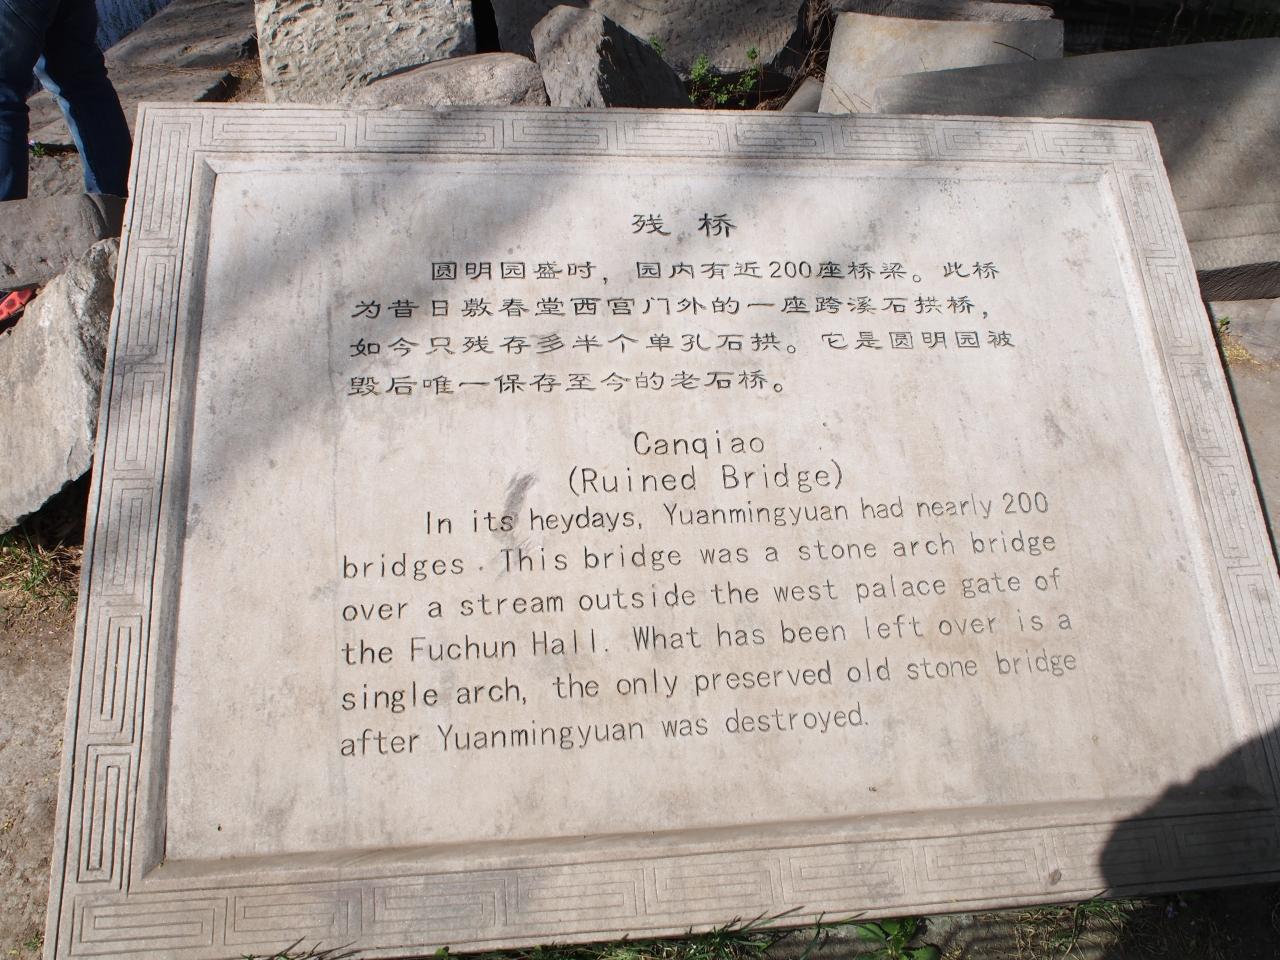 残 桥
圆明园盛时，园内有近200座桥梁。此桥
为昔日敷春堂西宫门外的一座跨溪石拱桥，
如今只残存多半个单孔石拱。它是圆明园被
毁后唯一保存至今的老石桥。
Canqiao
(Ruined Bridge)
In its heydays, Yuanmingyuan had nearly 200
bridges. This bridge was a stone arch bridge
over a stream outside the west palace gate of
the Fuchun Hall. What has been left over is a
single arch, the only preserved old stone bridge
after Yuanmingyuan was destroyed.